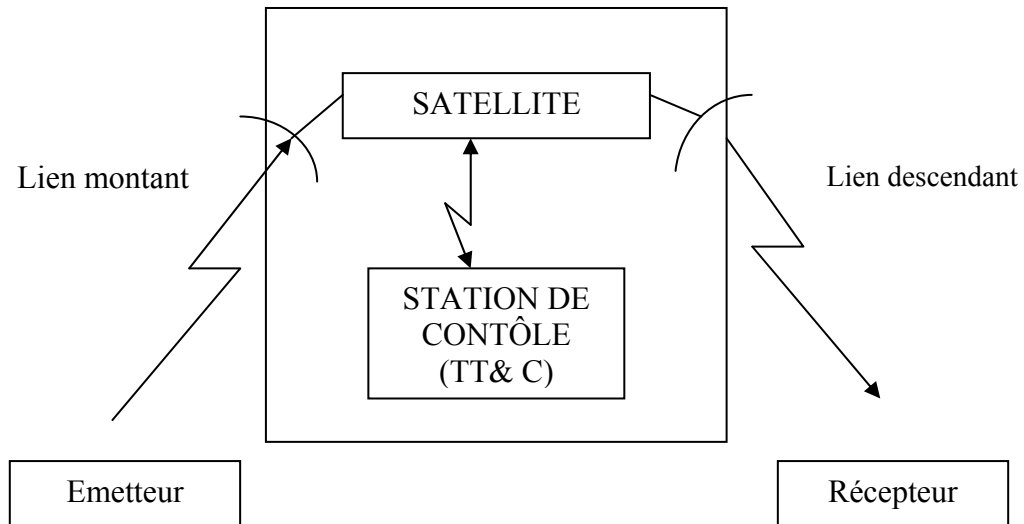 SATELLITE
Lien montant
Lien descendant
STATION DE
CONTÔLE
(TT& C)
Emetteur
Récepteur